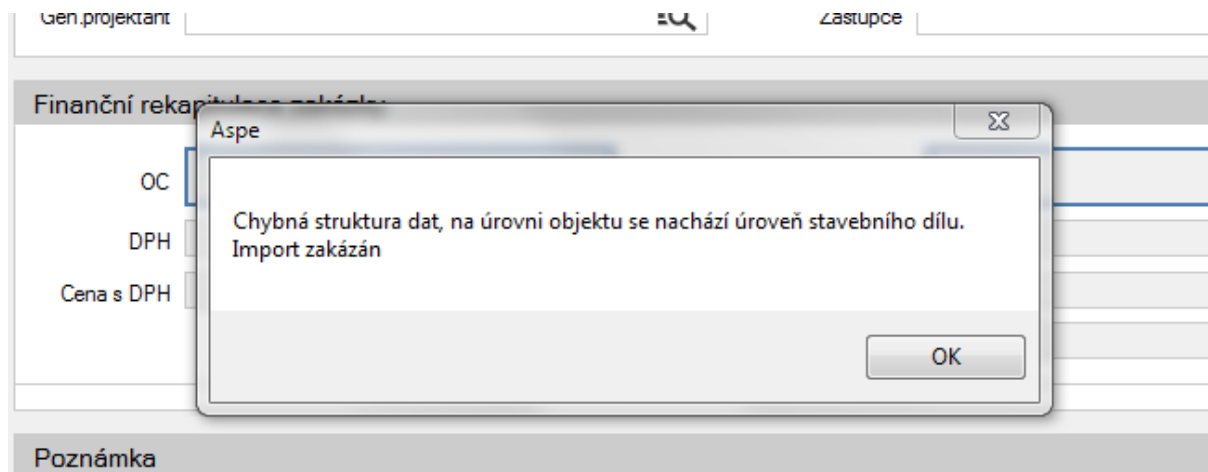 Gen.projektant
Zástupce
Finanční rekapitulace zakázky
Aspe
OC
Chybná struktura dat, na úrovni objektu se nachází úroveň stavebního dílu.
DPH
Import zakázán
Cena s DPH
OK
Poznámka